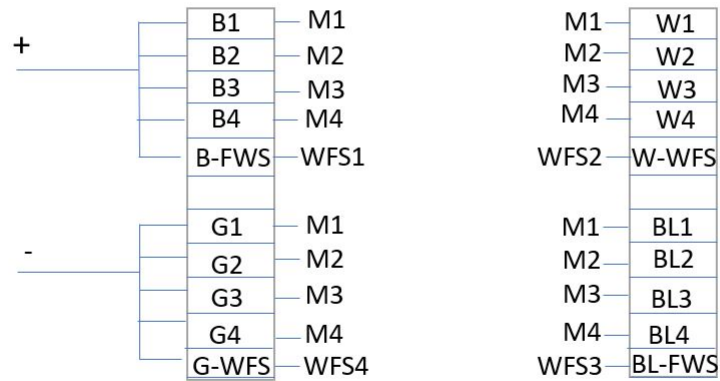 +
B1 M1
B2 M2
B3 M3
B4 M4
B-FWS WFS1
-
G1 M1
G2 M2
G3 M3
G4 M4
G-WFS WFS4
M1 W1
M2 W2
M3 W3
M4 W4
WFS2 W-WFS
M1 BL1
M2 BL2
M3 BL3
M4 BL4
WFS3 BL-FWS